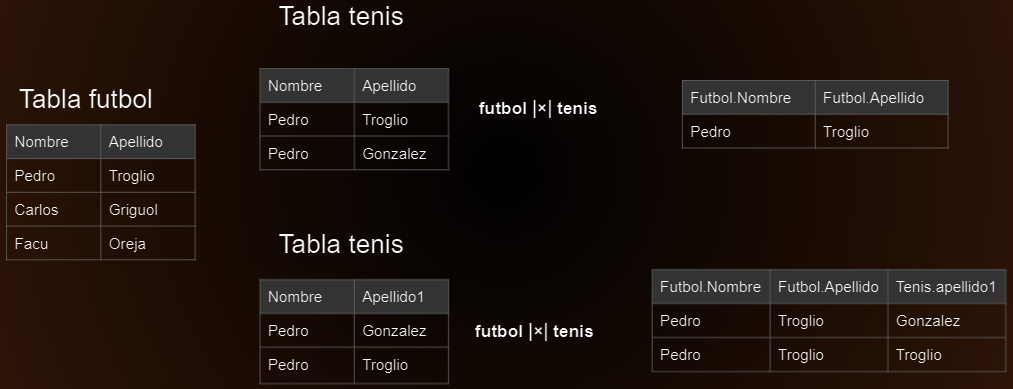 Tabla futbol
Nombre Apellido
Pedro Troglio
Carlos Griguol
Facu Oreja
Tabla tenis
Nombre Apellido
Pedro Troglio
Pedro Gonzalez
futbol |×| tenis
Futbol.Nombre Futbol.Apellido
Pedro Troglio
Tabla tenis
Nombre Apellido1
Pedro Gonzalez
Pedro Troglio
futbol |×| tenis
Futbol.Nombre Futbol.Apellido Tenis.apellido1
Pedro Troglio Gonzalez
Pedro Troglio Troglio